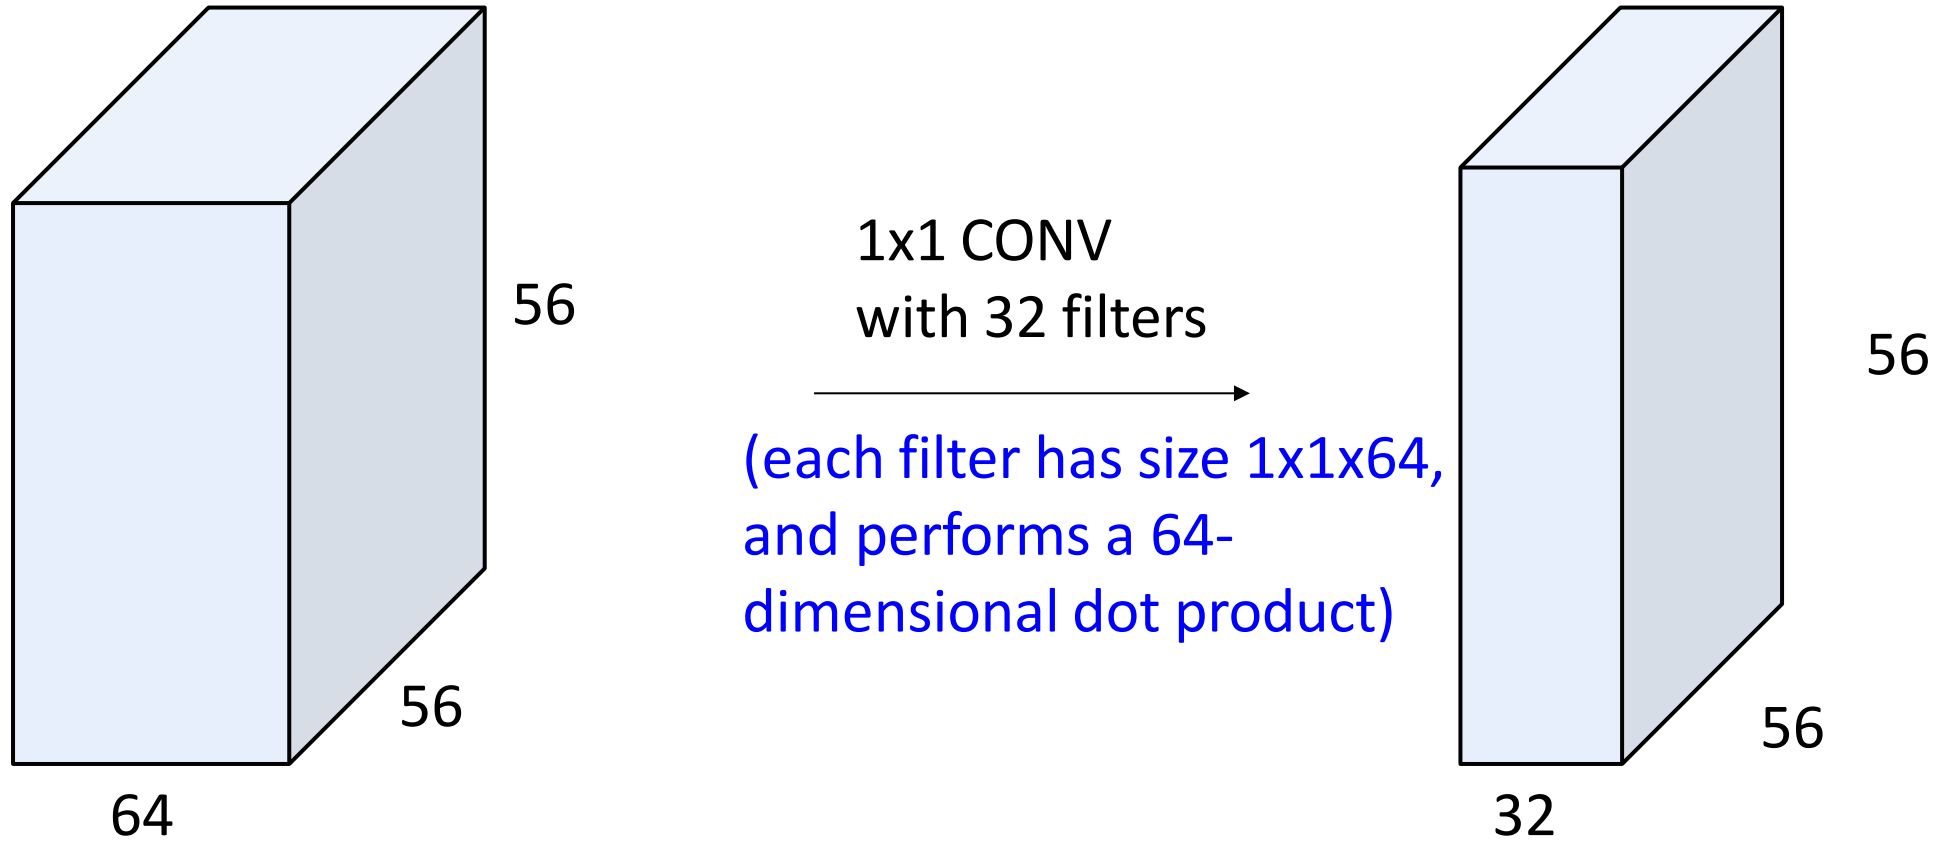 56
56
64
1x1 CONV
with 32 filters
(each filter has size 1x1x64,
and performs a 64-
dimensional dot product)
56
56
32